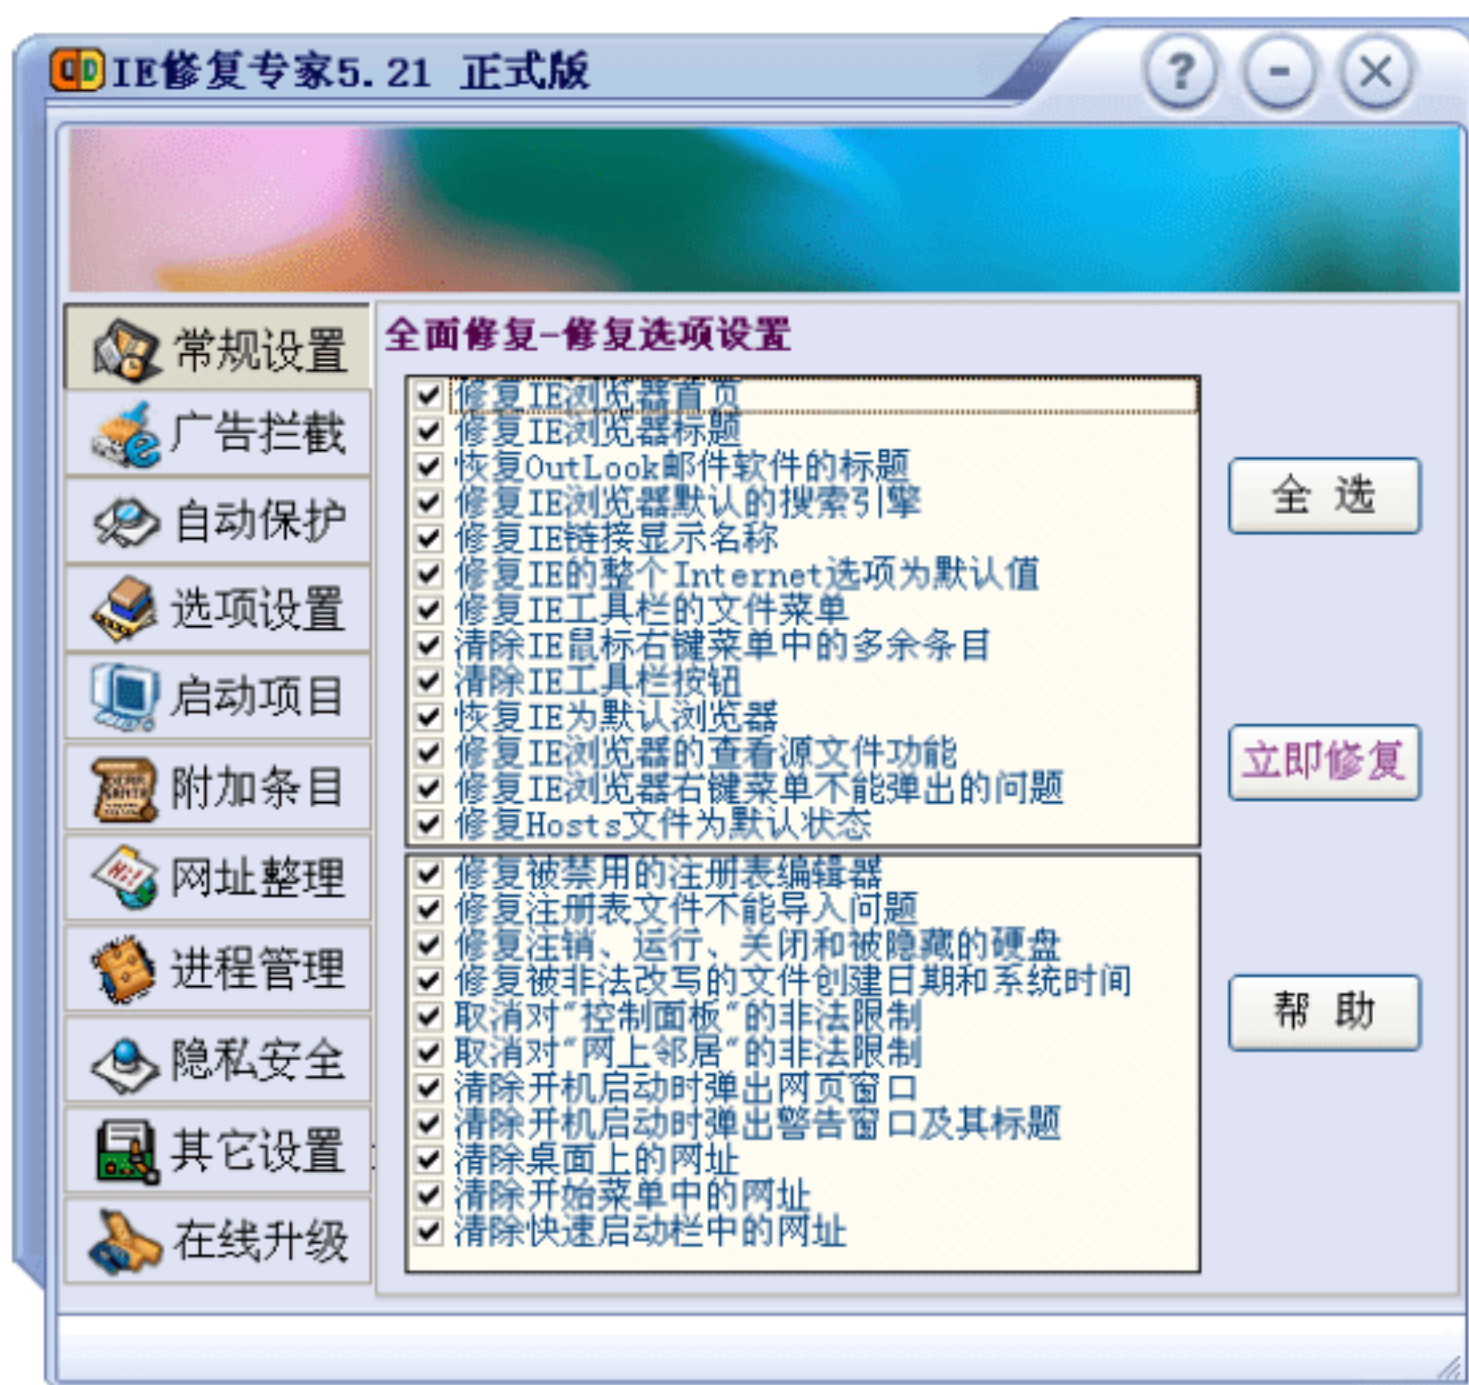 IE修复专家5.21 正式版
常规设置
广告拦截
自动保护
选项设置
启动项目
附加条目
网址整理
进程管理
隐私安全
其它设置
在线升级
全面修复-修复选项设置
修复IE浏览器首页
修复IE浏览器标题
恢复OutLook邮件软件的标题
修复IE浏览器默认的搜索引擎
修复IE链接显示名称
修复IE的整个Internet选项为默认值
修复IE工具栏的文件菜单
清除IE鼠标右键菜单中的多余条目
清除IE工具栏按钮
恢复IE为默认浏览器
修复IE浏览器的查看源文件功能
修复IE浏览器右键菜单不能弹出的问题
修复Hosts文件为默认状态
修复被禁用的注册表编辑器
修复注册表文件不能导入问题
修复注销、运行、关闭和被隐藏的硬盘
修复被非法改写的文件创建日期和系统时间
取消对"控制面板"的非法限制
取消对"网上邻居"的非法限制
清除开机启动时弹出网页窗口
清除开机启动时弹出警告窗口及其标题
清除桌面上的网址
清除开始菜单中的网址
清除快速启动栏中的网址
全 选
立即修复
帮 助